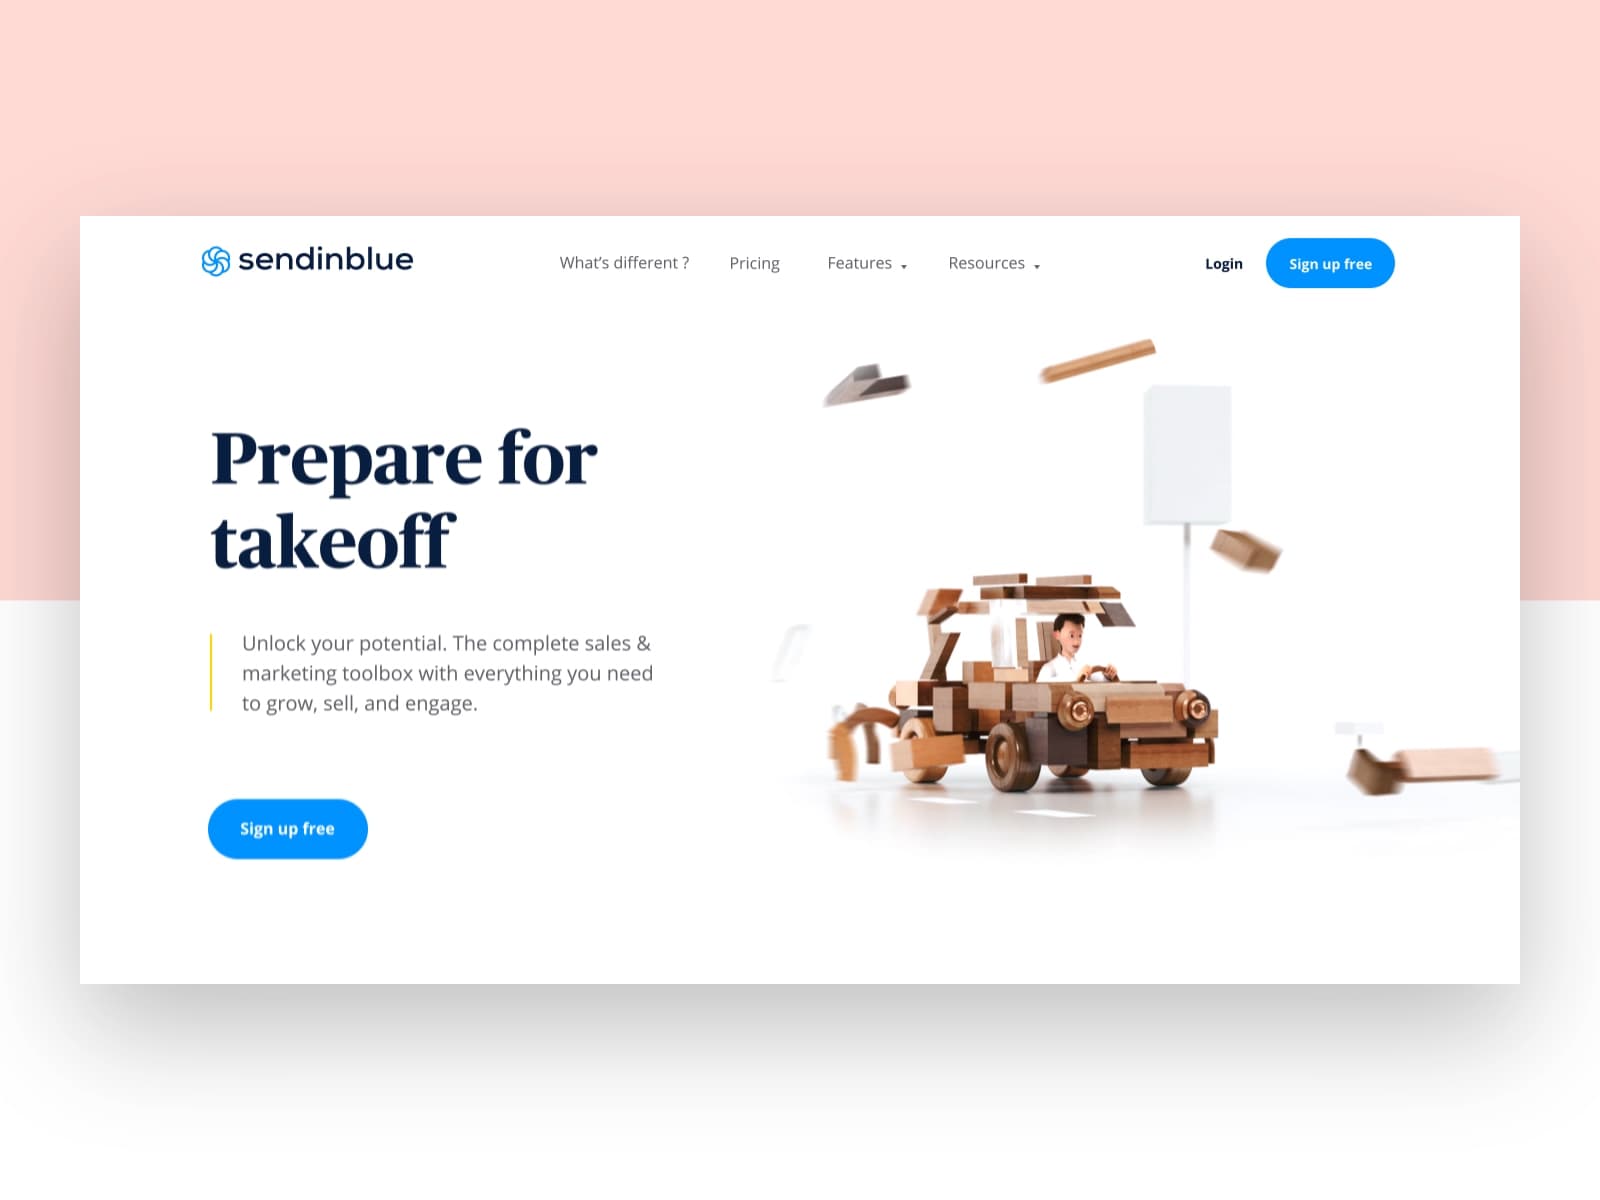 sendinblue
What's different ?
Pricing
Features
Resources
Login
Sign up free
Prepare for
takeoff
Unlock your potential. The complete sales &
marketing toolbox with everything you need
to grow, sell, and engage.
Sign up free